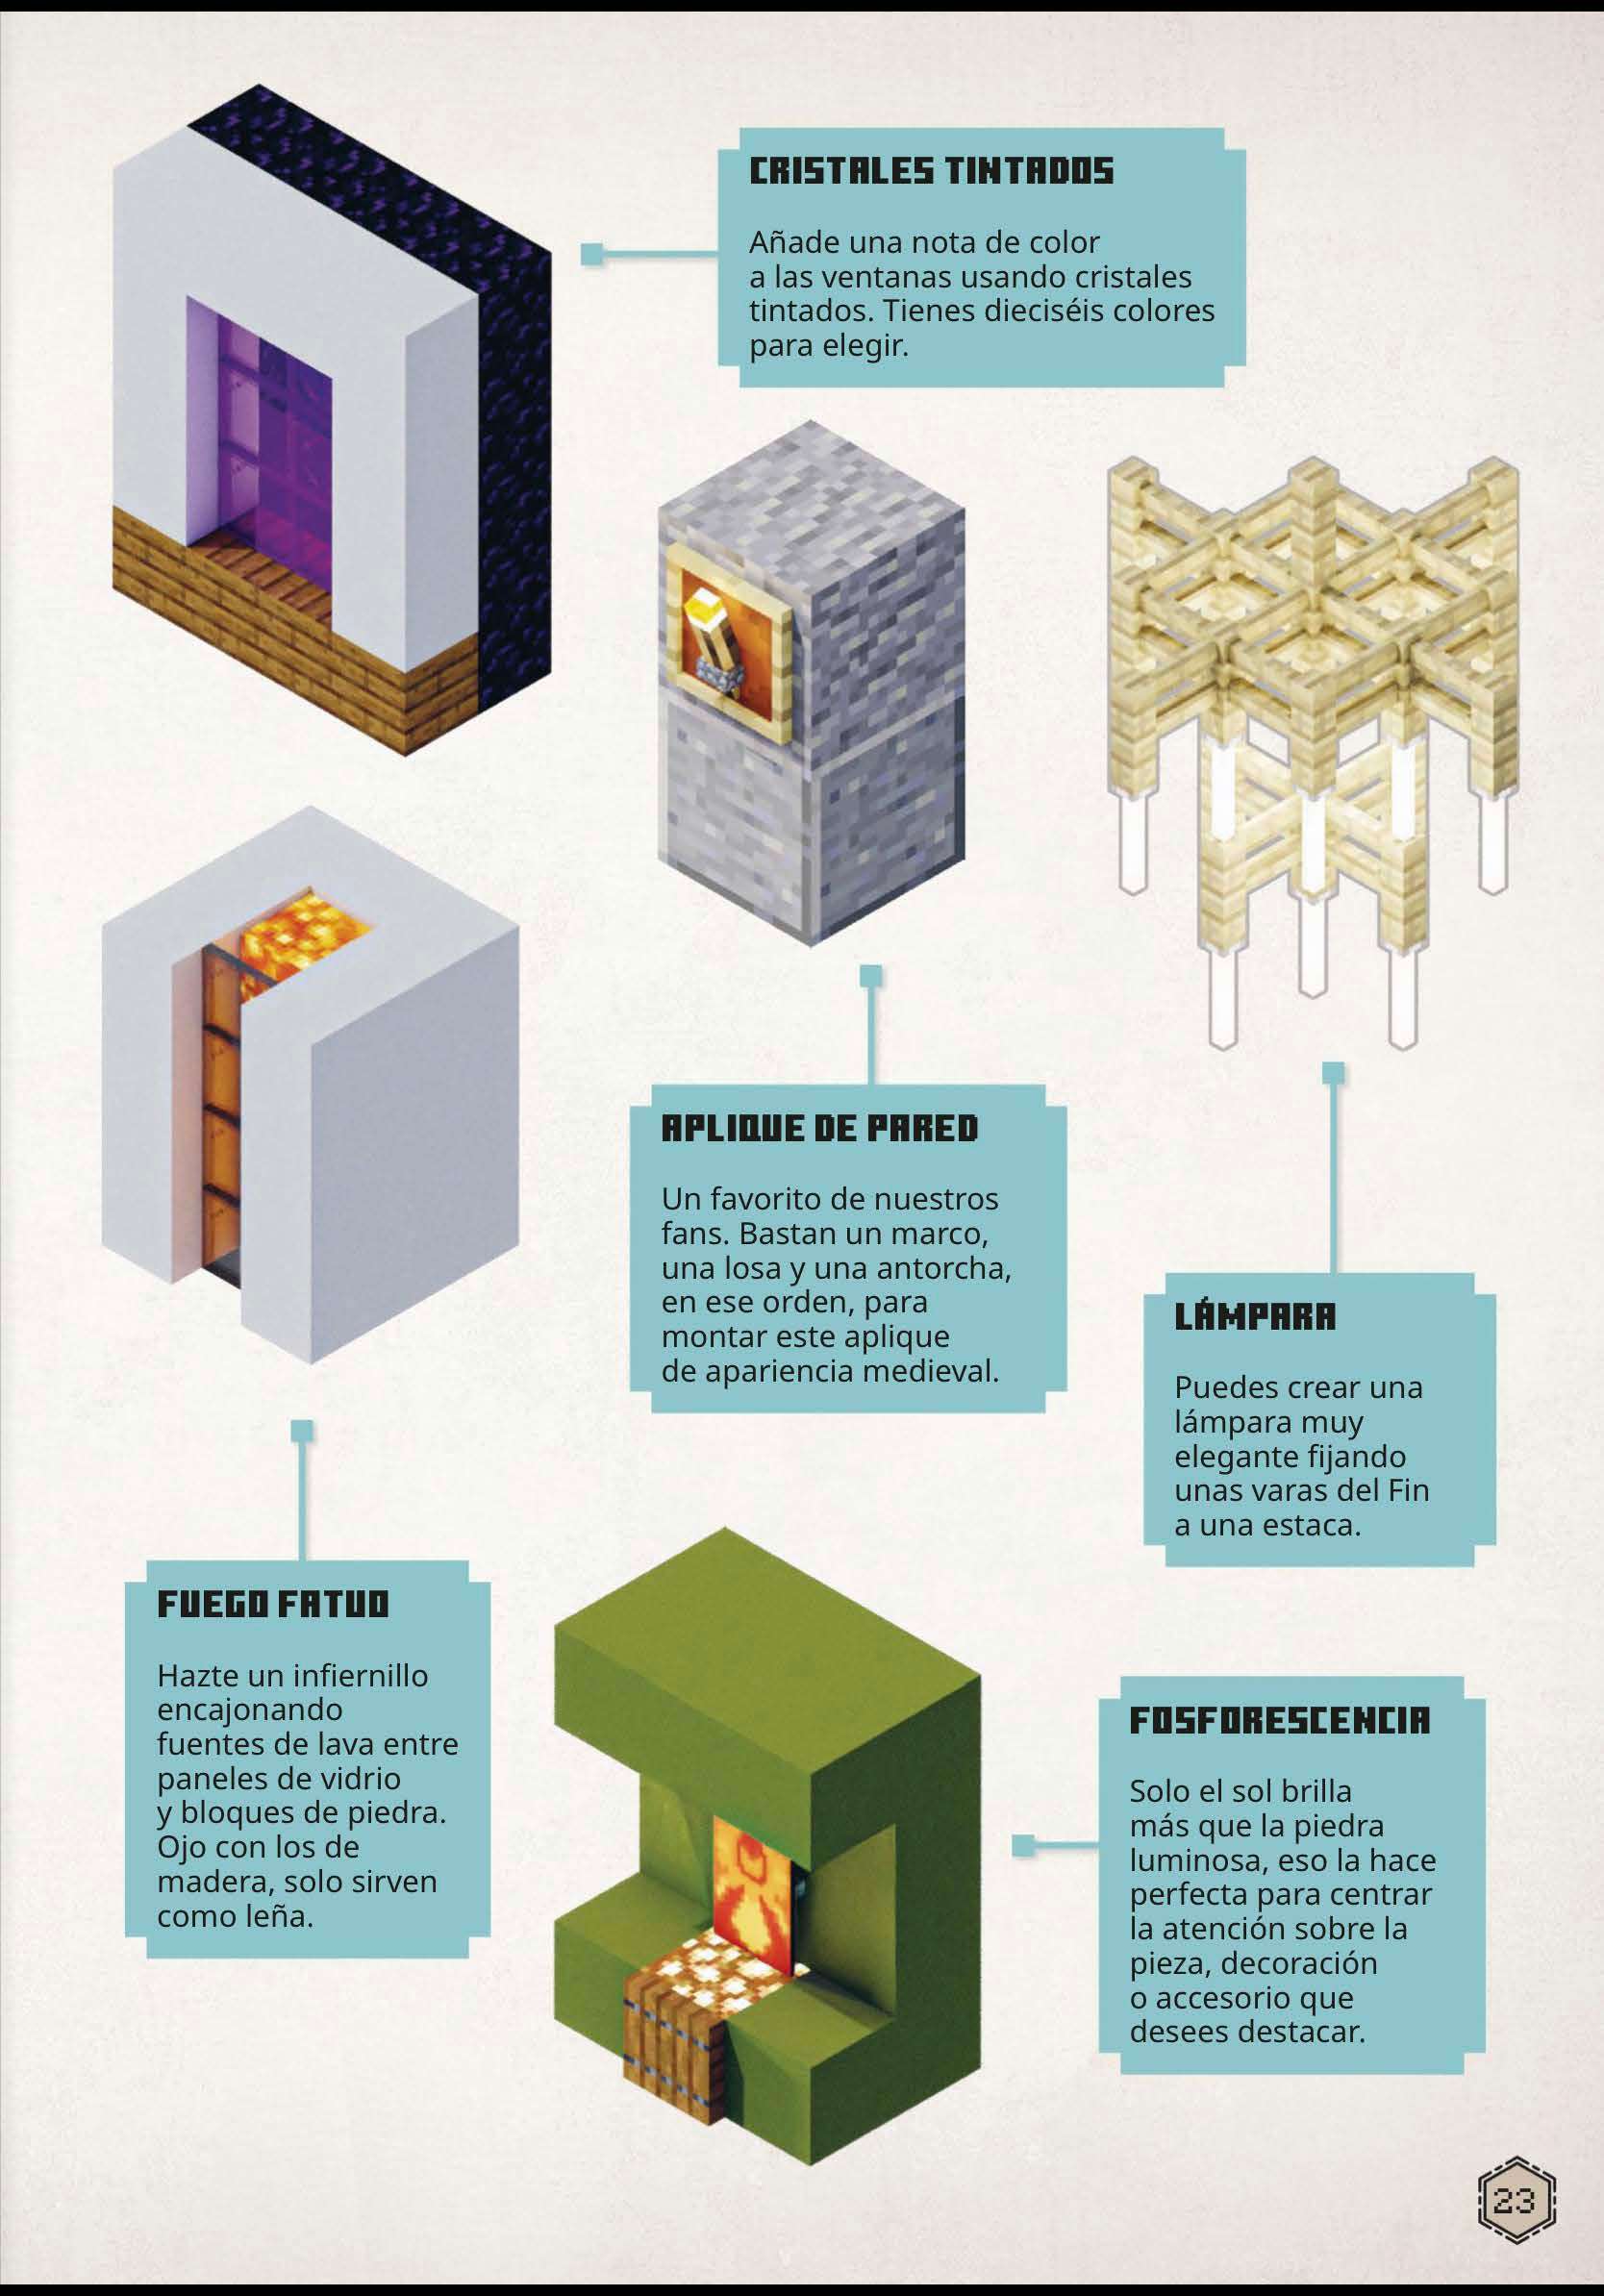 CRISTALES TINTADOS
Añade una nota de color
a las ventanas usando cristales
tintados. Tienes dieciséis colores
para elegir.
APLIQUE DE PARED
Un favorito de nuestros
fans. Bastan un marco,
una losa y una antorcha,
en ese orden, para
montar este aplique
de apariencia medieval.
LÁMPARA
Puedes crear una
lámpara muy
elegante fijando
unas varas del Fin
a una estaca.
FUEGO FATUO
Hazte un infiernillo
encajonando
fuentes de lava entre
paneles de vidrio
y bloques de piedra.
Ojo con los de
madera, solo sirven
como leña.
FOSFORESCENCIA
Solo el sol brilla
más que la piedra
luminosa, eso la hace
perfecta para centrar
la atención sobre la
pieza, decoración
o accesorio que
desees destacar.
23